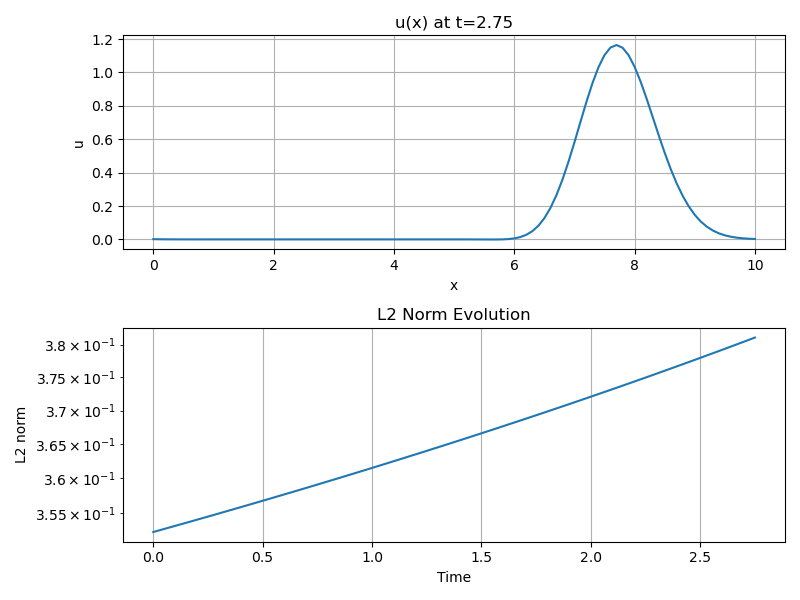 u(x) at t=2.75
u
1.2
1.0
0.8
0.6
0.4
0.2
0.0
0 2 4 6 8 10
x
L2 Norm Evolution
L2 norm
3.8 × 10⁻¹
3.75 × 10⁻¹
3.7 × 10⁻¹
3.65 × 10⁻¹
3.6 × 10⁻¹
3.55 × 10⁻¹
0.0 0.5 1.0 1.5 2.0 2.5
Time